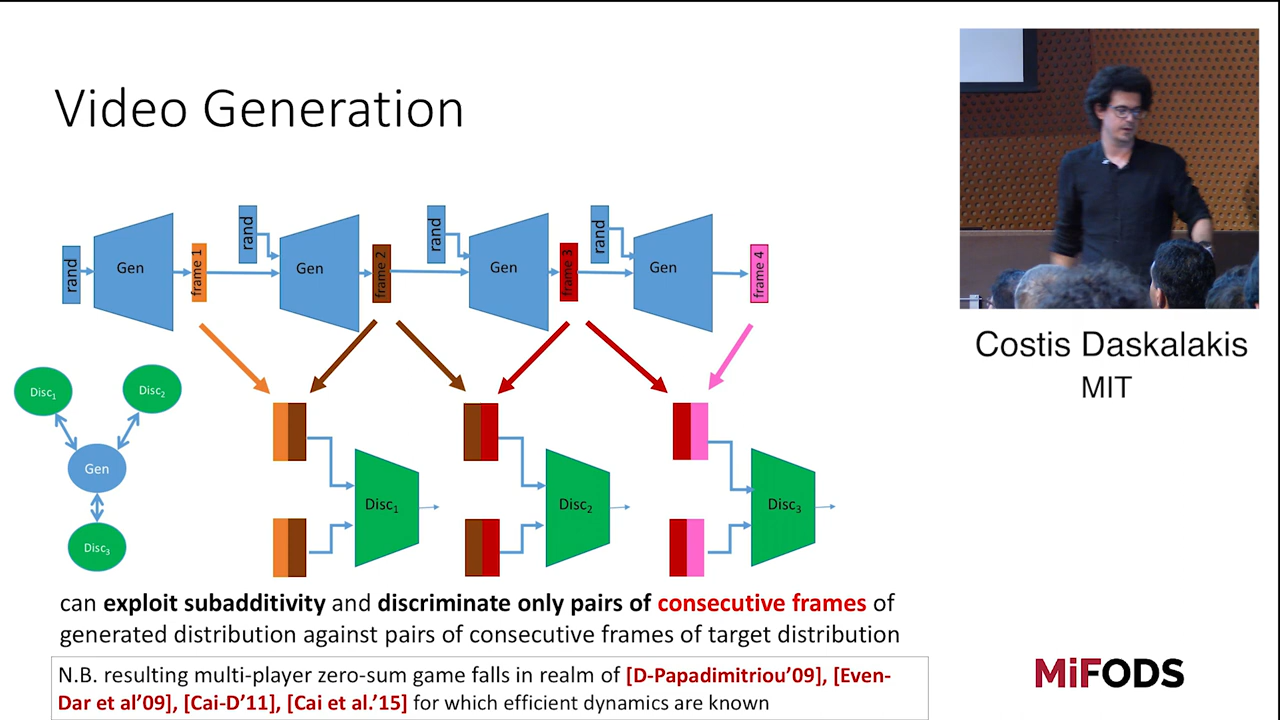 Video Generation
rand
Gen
frame 1
rand
Gen
frame 2
rand
Gen
frame 3
rand
Gen
frame 4
Disc₁
Disc₂
Gen
Disc₃
Disc₁
Disc₂
Disc₃
can exploit subadditivity and discriminate only pairs of consecutive frames of
generated distribution against pairs of consecutive frames of target distribution
N.B. resulting multi-player zero-sum game falls in realm of [D-Papadimitriou'09], [Even-
Dar et al'09], [Cai-D'11], [Cai et al.'15] for which efficient dynamics are known
Costis Daskalakis
MIT
MiFODS